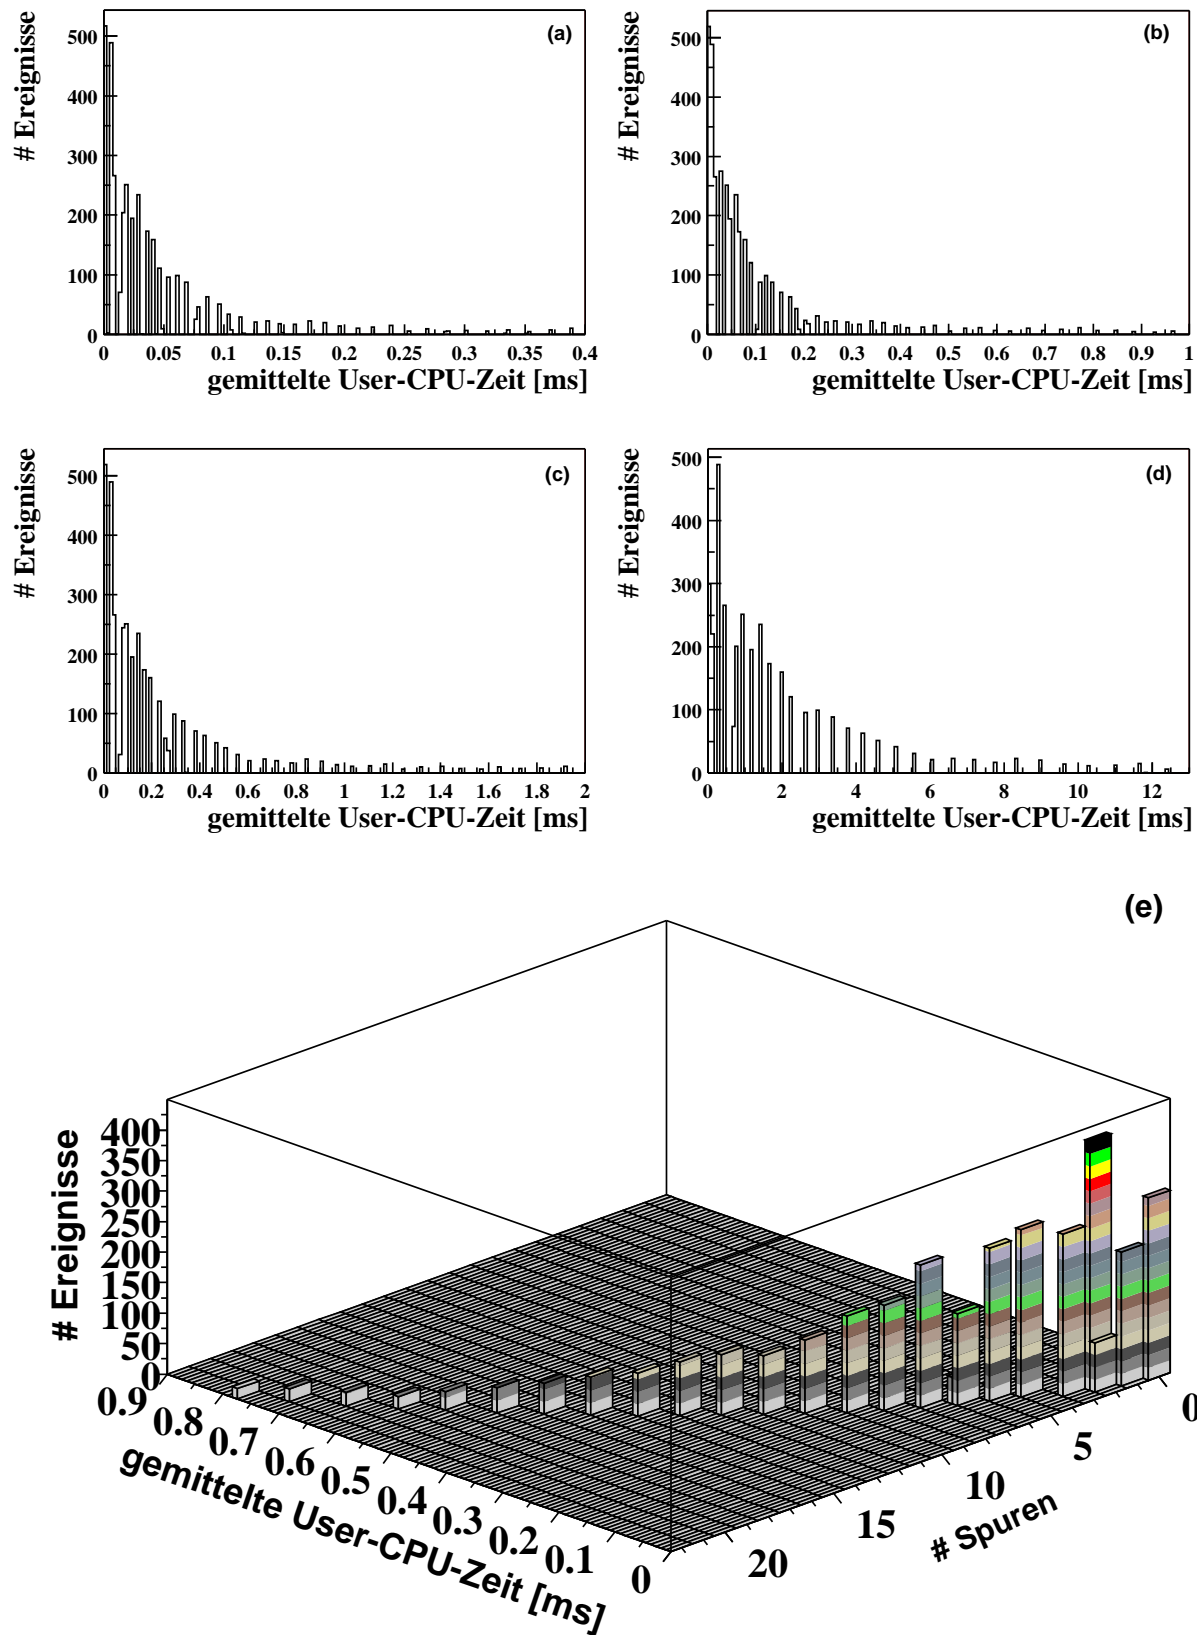 # Ereignisse
(a)
500
400
300
200
100
0
0 0.05 0.1 0.15 0.2 0.25 0.3 0.35 0.4
gemittelte User-CPU-Zeit [ms]
# Ereignisse
(b)
500
400
300
200
100
0
0 0.1 0.2 0.3 0.4 0.5 0.6 0.7 0.8 0.9 1
gemittelte User-CPU-Zeit [ms]
# Ereignisse
(c)
500
400
300
200
100
0
0 0.2 0.4 0.6 0.8 1 1.2 1.4 1.6 1.8 2
gemittelte User-CPU-Zeit [ms]
# Ereignisse
(d)
500
400
300
200
100
0
0 2 4 6 8 10 12
gemittelte User-CPU-Zeit [ms]
(e)
# Ereignisse
400
350
300
250
200
150
100
50
0
0.9 0.8 0.7 0.6 0.5 0.4 0.3 0.2 0.1 0
gemittelte User-CPU-Zeit [ms]
20 15 10 5 0
# Spuren